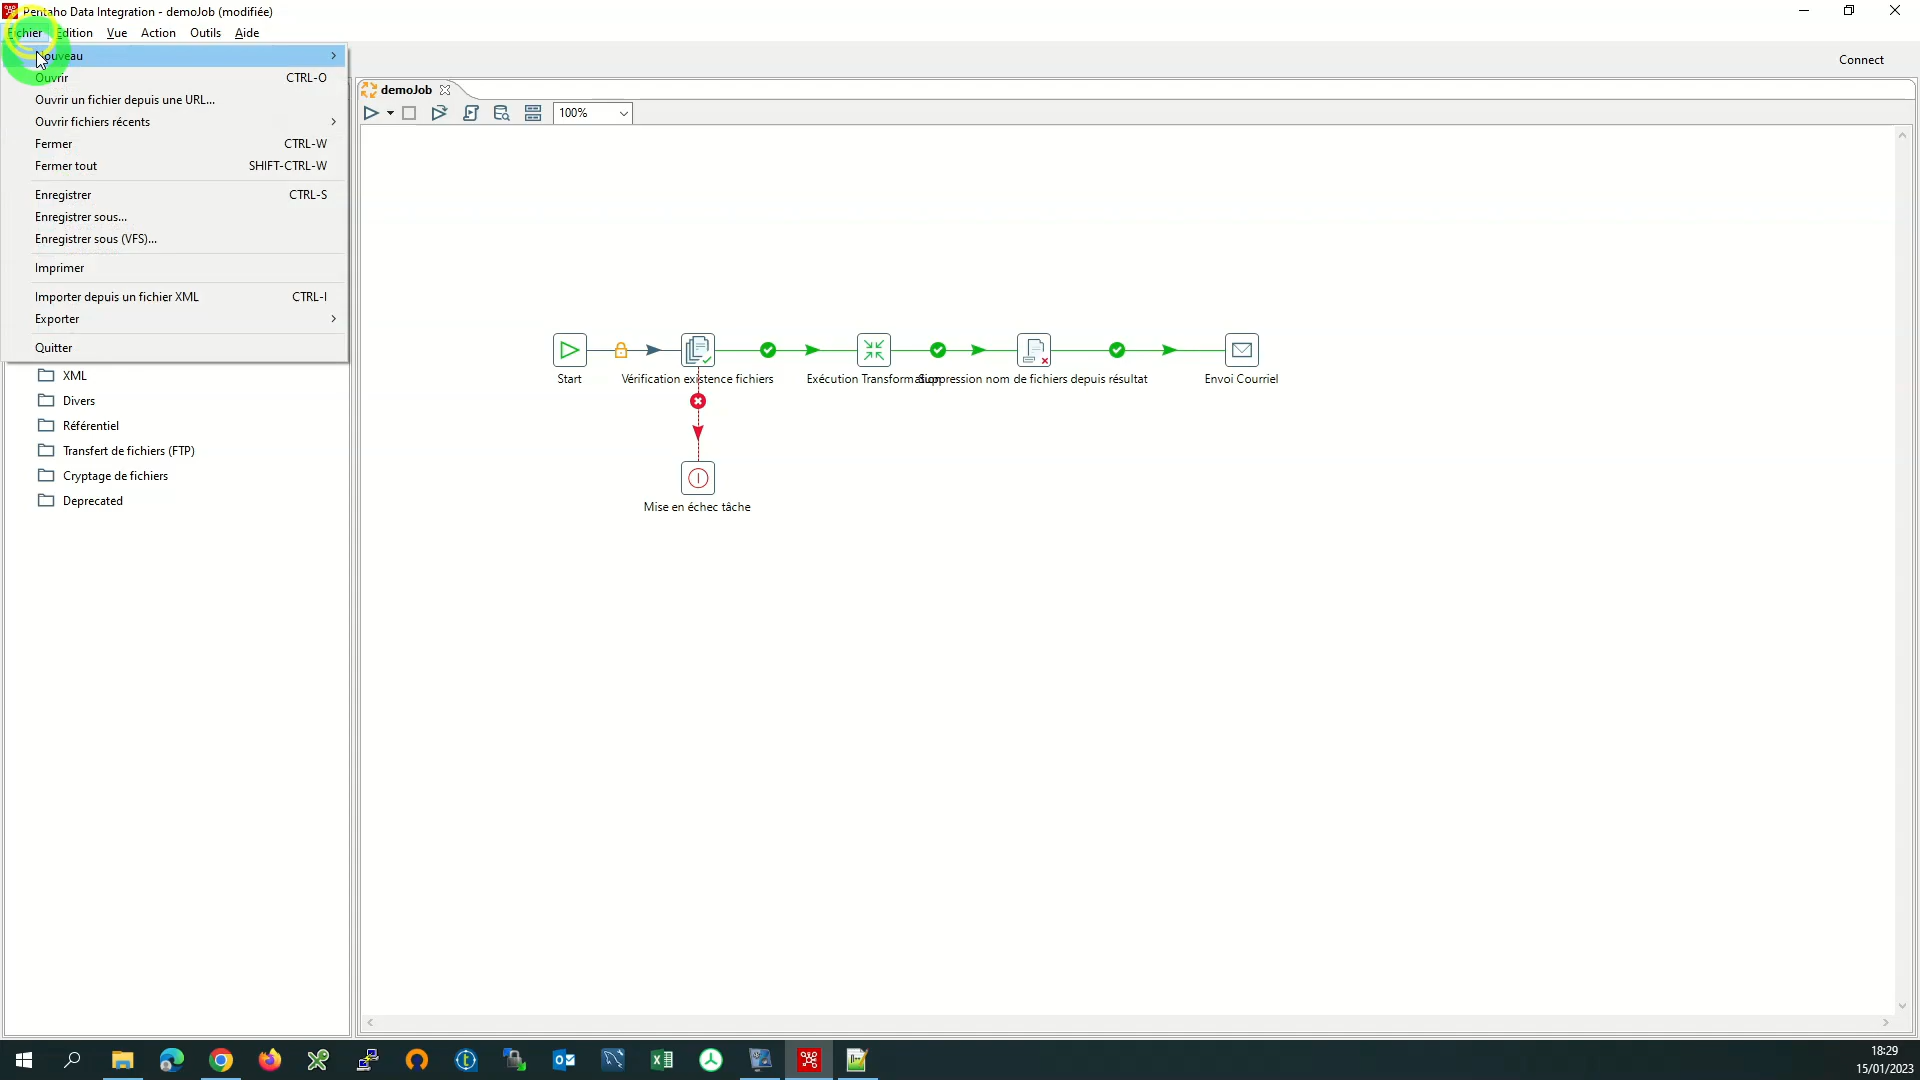 Pentaho Data Integration - demoJob (modifiée)
Fichier Edition Vue Action Outils Aide
Nouveau
Connect
Ouvrir CTRL-O
Ouvrir un fichier depuis une URL...
Ouvrir fichiers récents
Fermer CTRL-W
Fermer tout SHIFT-CTRL-W
Enregistrer CTRL-S
Enregistrer sous...
Enregistrer sous (VFS)...
Imprimer
Importer depuis un fichier XML CTRL-I
Exporter
Quitter
XML
Divers
Référentiel
Transfert de fichiers (FTP)
Cryptage de fichiers
Deprecated
demoJob
100%
Start
Vérification existence fichiers
Exécution Transformation
Suppression nom de fichiers depuis résultat
Envoi Courriel
Mise en échec tâche
18:29
15/01/2023